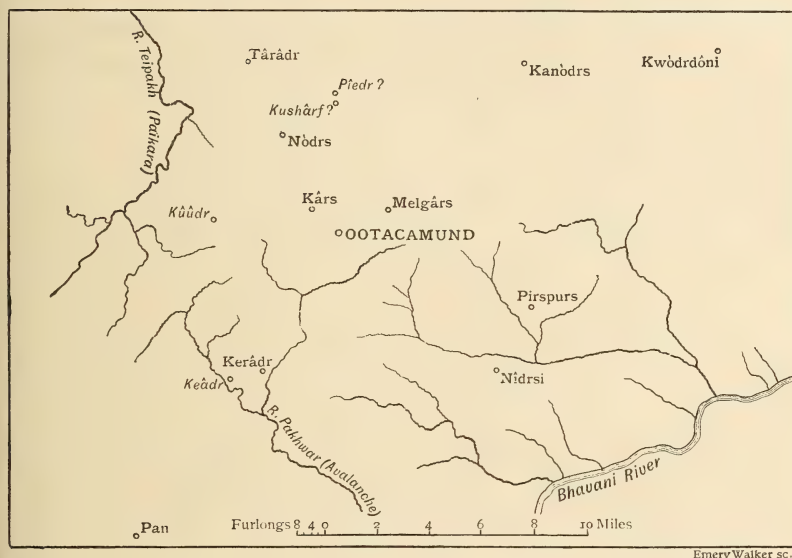 R. Teipakh (Paikara)
Târâdr
Kanòdrs
Kwòdrdôni
Pîedr ?
Kushârf ?
Nòdrs
Kûûdr
Kârs
Melgârs
OOTACAMUND
Pirspurs
Kerâdr
Keâdr
Nîdrsi
R. Pakhwar (Avalanche)
Bhavani River
Pan
Furlongs 8 4 0 2 4 6 8 10 Miles
Emery Walker sc.